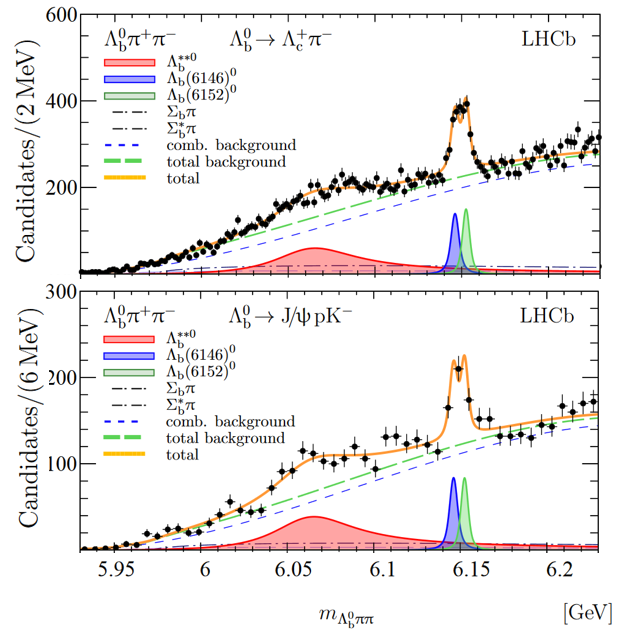 600
Λb0π+π− Λb0 → Λc+π− LHCb
Λb**0
Λb(6146)0
Λb(6152)0
Σbπ
Σb*π
comb. background
total background
total
400
200
Candidates/(2 MeV)
300
Λb0π+π− Λb0 → J/ψ pK− LHCb
Λb**0
Λb(6146)0
Λb(6152)0
Σbπ
Σb*π
comb. background
total background
total
200
100
Candidates/(6 MeV)
5.95 6 6.05 6.1 6.15 6.2
mΛb0ππ [GeV]